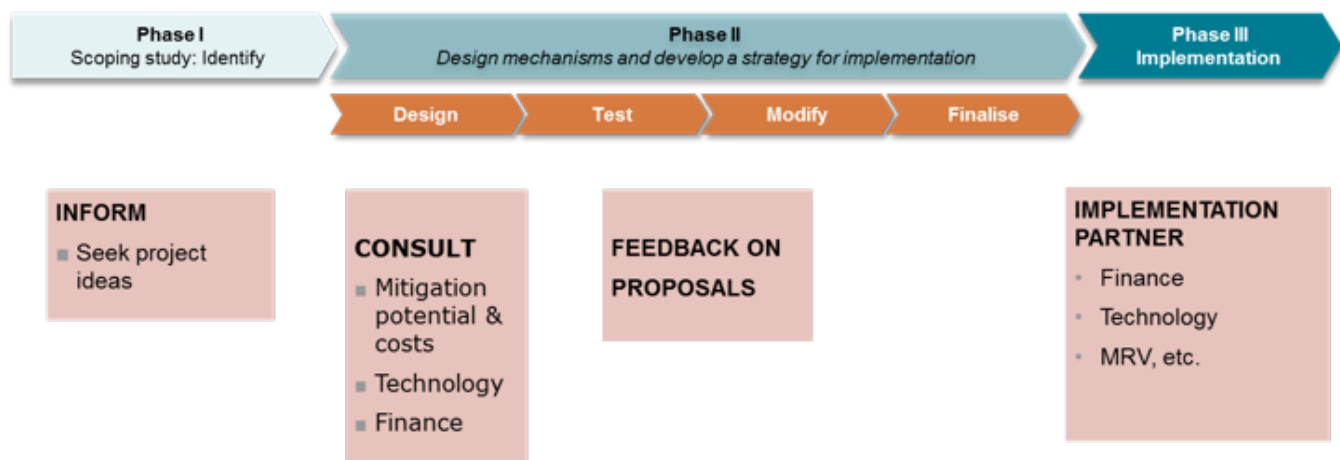 Phase I
Scoping study: Identify
Phase II
Design mechanisms and develop a strategy for implementation
Phase III
Implementation
Design
Test
Modify
Finalise
INFORM
▪ Seek project
ideas
CONSULT
▪ Mitigation
potential &
costs
▪ Technology
▪ Finance
FEEDBACK ON
PROPOSALS
IMPLEMENTATION
PARTNER
• Finance
• Technology
• MRV, etc.